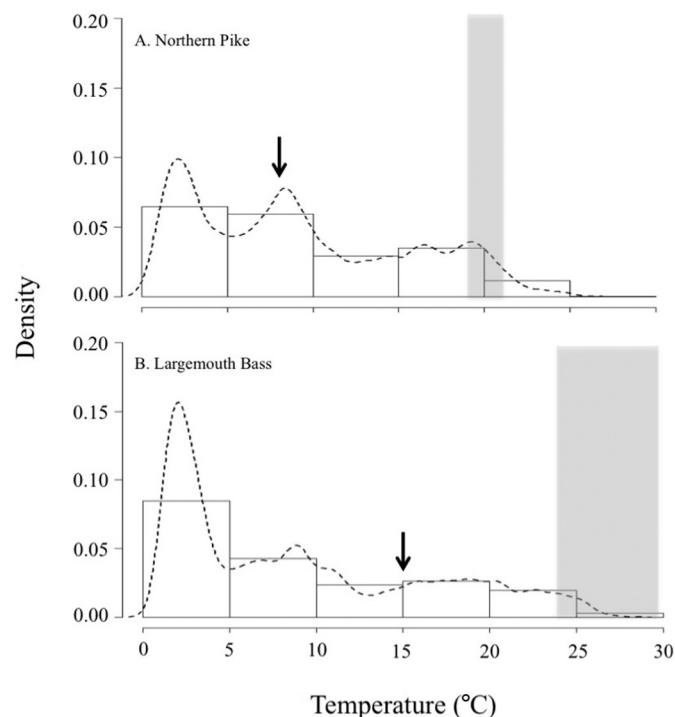 0.20
A. Northern Pike
0.15
0.10
0.05
0.00
Density
0.20
B. Largemouth Bass
0.15
0.10
0.05
0.00
0 5 10 15 20 25 30
Temperature (°C)